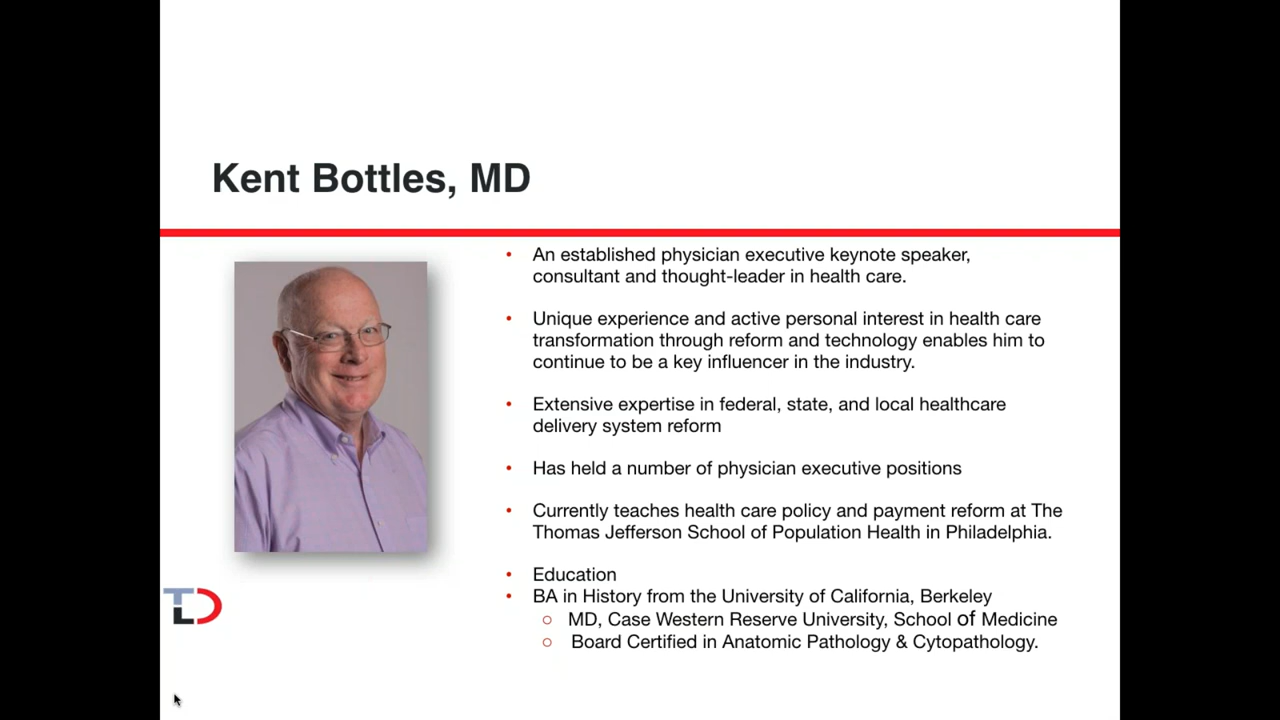 Kent Bottles, MD
• An established physician executive keynote speaker,
consultant and thought-leader in health care.
• Unique experience and active personal interest in health care
transformation through reform and technology enables him to
continue to be a key influencer in the industry.
• Extensive expertise in federal, state, and local healthcare
delivery system reform
• Has held a number of physician executive positions
• Currently teaches health care policy and payment reform at The
Thomas Jefferson School of Population Health in Philadelphia.
• Education
• BA in History from the University of California, Berkeley
○ MD, Case Western Reserve University, School of Medicine
○ Board Certified in Anatomic Pathology & Cytopathology.
TLD